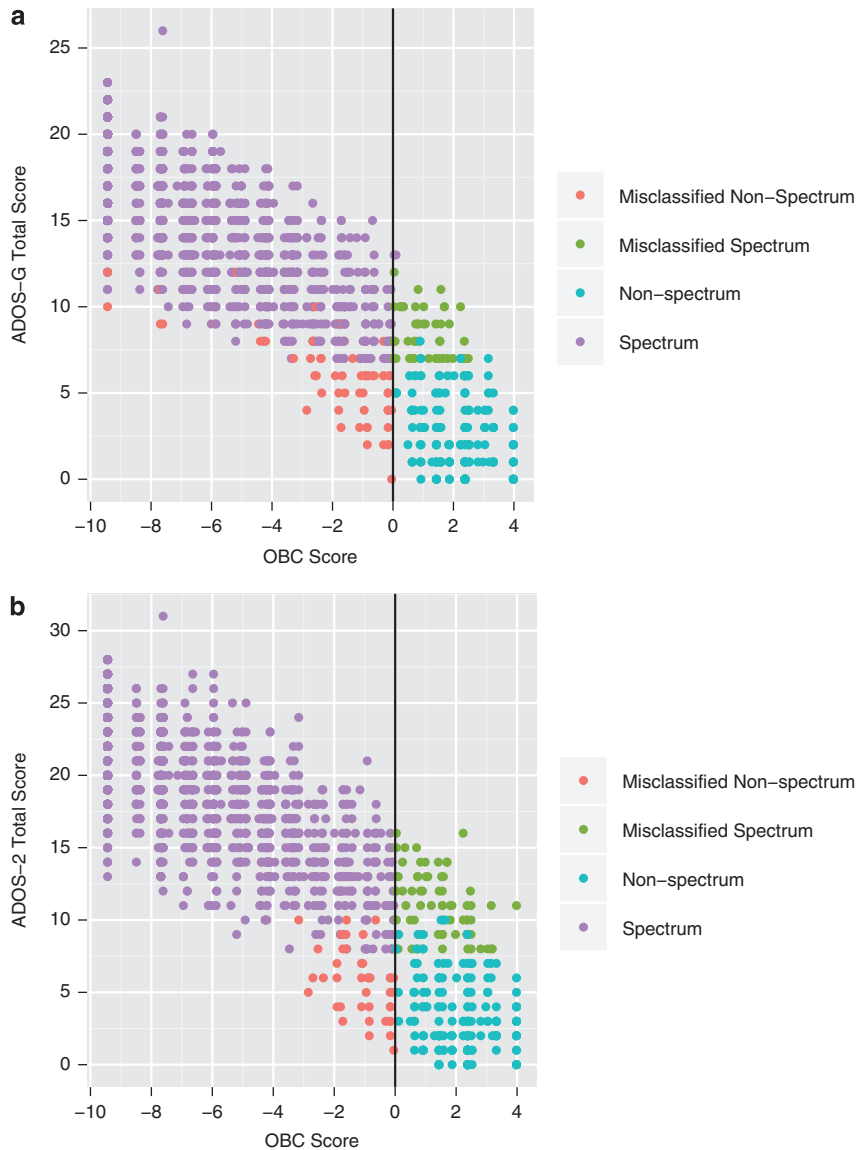 a
25
20
15
10
5
0
ADOS−G Total Score
−10 −8 −6 −4 −2 0 2 4
OBC Score
Misclassified Non−Spectrum
Misclassified Spectrum
Non−spectrum
Spectrum
b
30
25
20
15
10
5
0
ADOS−2 Total Score
−10 −8 −6 −4 −2 0 2 4
OBC Score
Misclassified Non−spectrum
Misclassified Spectrum
Non−spectrum
Spectrum